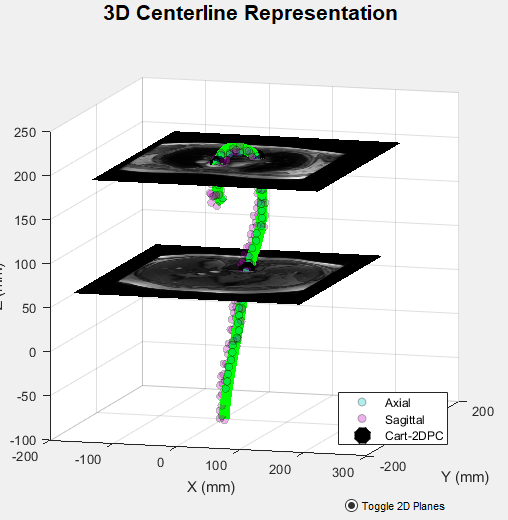 3D Centerline Representation
250
200
150
100
50
0
-50
-100
-200
-100
0
100
200
300
-200
200
X (mm)
Y (mm)
(mm)
Axial
Sagittal
Cart-2DPC
Toggle 2D Planes